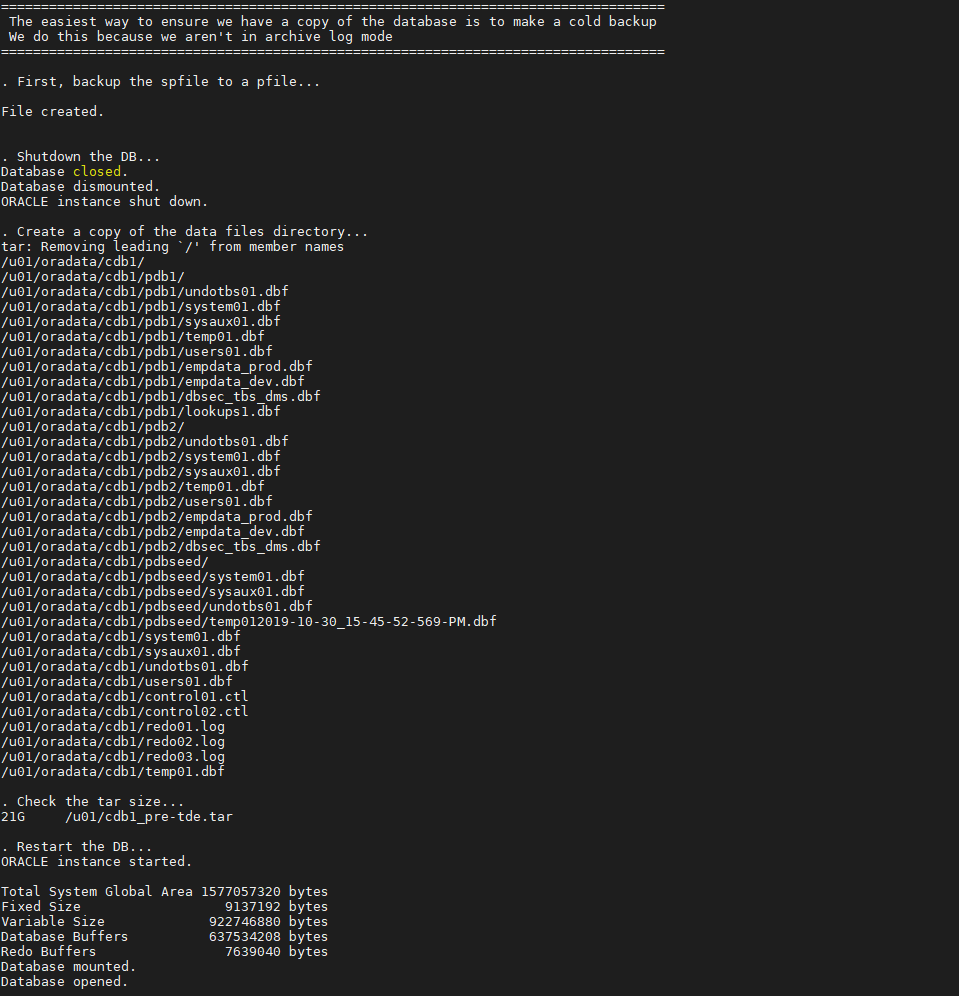 ===================================================================================
The easiest way to ensure we have a copy of the database is to make a cold backup
We do this because we aren't in archive log mode
===================================================================================
. First, backup the spfile to a pfile...
File created.
. Shutdown the DB...
Database closed.
Database dismounted.
ORACLE instance shut down.
. Create a copy of the data files directory...
tar: Removing leading `/' from member names
/u01/oradata/cdb1/
/u01/oradata/cdb1/pdb1/
/u01/oradata/cdb1/pdb1/undotbs01.dbf
/u01/oradata/cdb1/pdb1/system01.dbf
/u01/oradata/cdb1/pdb1/sysaux01.dbf
/u01/oradata/cdb1/pdb1/temp01.dbf
/u01/oradata/cdb1/pdb1/users01.dbf
/u01/oradata/cdb1/pdb1/empdata_prod.dbf
/u01/oradata/cdb1/pdb1/empdata_dev.dbf
/u01/oradata/cdb1/pdb1/dbsec_tbs_dms.dbf
/u01/oradata/cdb1/pdb1/lookups1.dbf
/u01/oradata/cdb1/pdb2/
/u01/oradata/cdb1/pdb2/undotbs01.dbf
/u01/oradata/cdb1/pdb2/system01.dbf
/u01/oradata/cdb1/pdb2/sysaux01.dbf
/u01/oradata/cdb1/pdb2/temp01.dbf
/u01/oradata/cdb1/pdb2/users01.dbf
/u01/oradata/cdb1/pdb2/empdata_prod.dbf
/u01/oradata/cdb1/pdb2/empdata_dev.dbf
/u01/oradata/cdb1/pdb2/dbsec_tbs_dms.dbf
/u01/oradata/cdb1/pdbseed/
/u01/oradata/cdb1/pdbseed/system01.dbf
/u01/oradata/cdb1/pdbseed/sysaux01.dbf
/u01/oradata/cdb1/pdbseed/undotbs01.dbf
/u01/oradata/cdb1/pdbseed/temp012019-10-30_15-45-52-569-PM.dbf
/u01/oradata/cdb1/system01.dbf
/u01/oradata/cdb1/sysaux01.dbf
/u01/oradata/cdb1/undotbs01.dbf
/u01/oradata/cdb1/users01.dbf
/u01/oradata/cdb1/control01.ctl
/u01/oradata/cdb1/control02.ctl
/u01/oradata/cdb1/redo01.log
/u01/oradata/cdb1/redo02.log
/u01/oradata/cdb1/redo03.log
/u01/oradata/cdb1/temp01.dbf
. Check the tar size...
21G     /u01/cdb1_pre-tde.tar
. Restart the DB...
ORACLE instance started.
Total System Global Area 1577057320 bytes
Fixed Size                  9137192 bytes
Variable Size             922746880 bytes
Database Buffers          637534208 bytes
Redo Buffers                7639040 bytes
Database mounted.
Database opened.